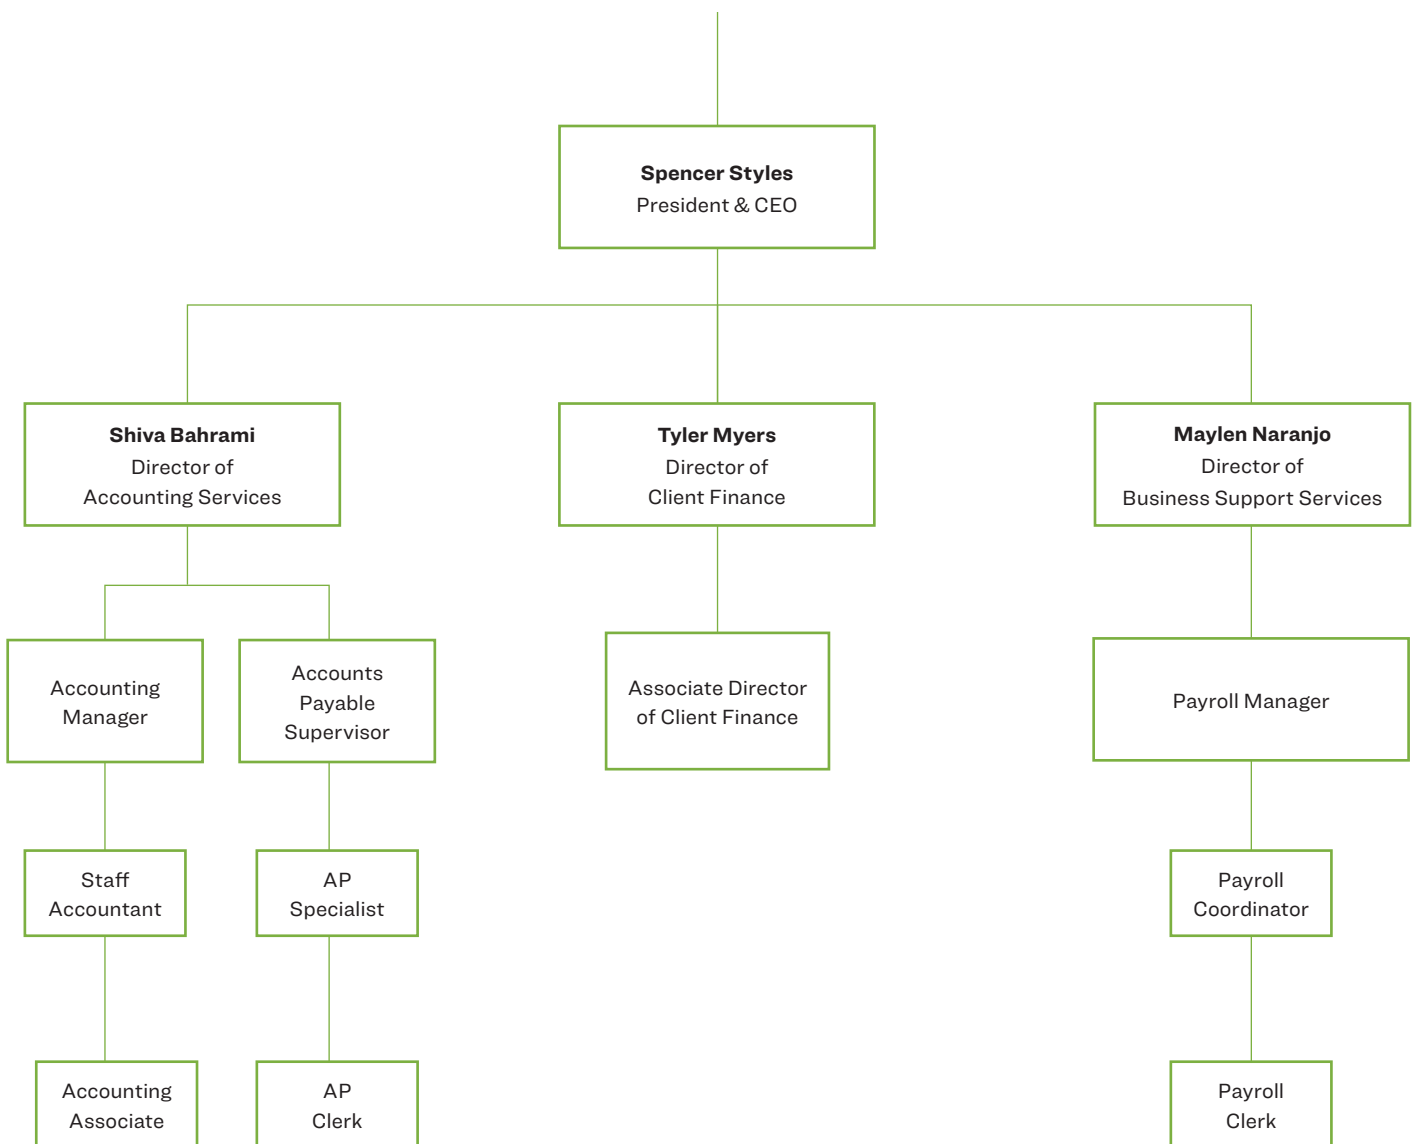 Spencer Styles
President & CEO
Shiva Bahrami
Director of
Accounting Services
Tyler Myers
Director of
Client Finance
Maylen Naranjo
Director of
Business Support Services
Accounting
Manager
Accounts
Payable
Supervisor
Associate Director
of Client Finance
Payroll Manager
Staff
Accountant
AP
Specialist
Payroll
Coordinator
Accounting
Associate
AP
Clerk
Payroll
Clerk